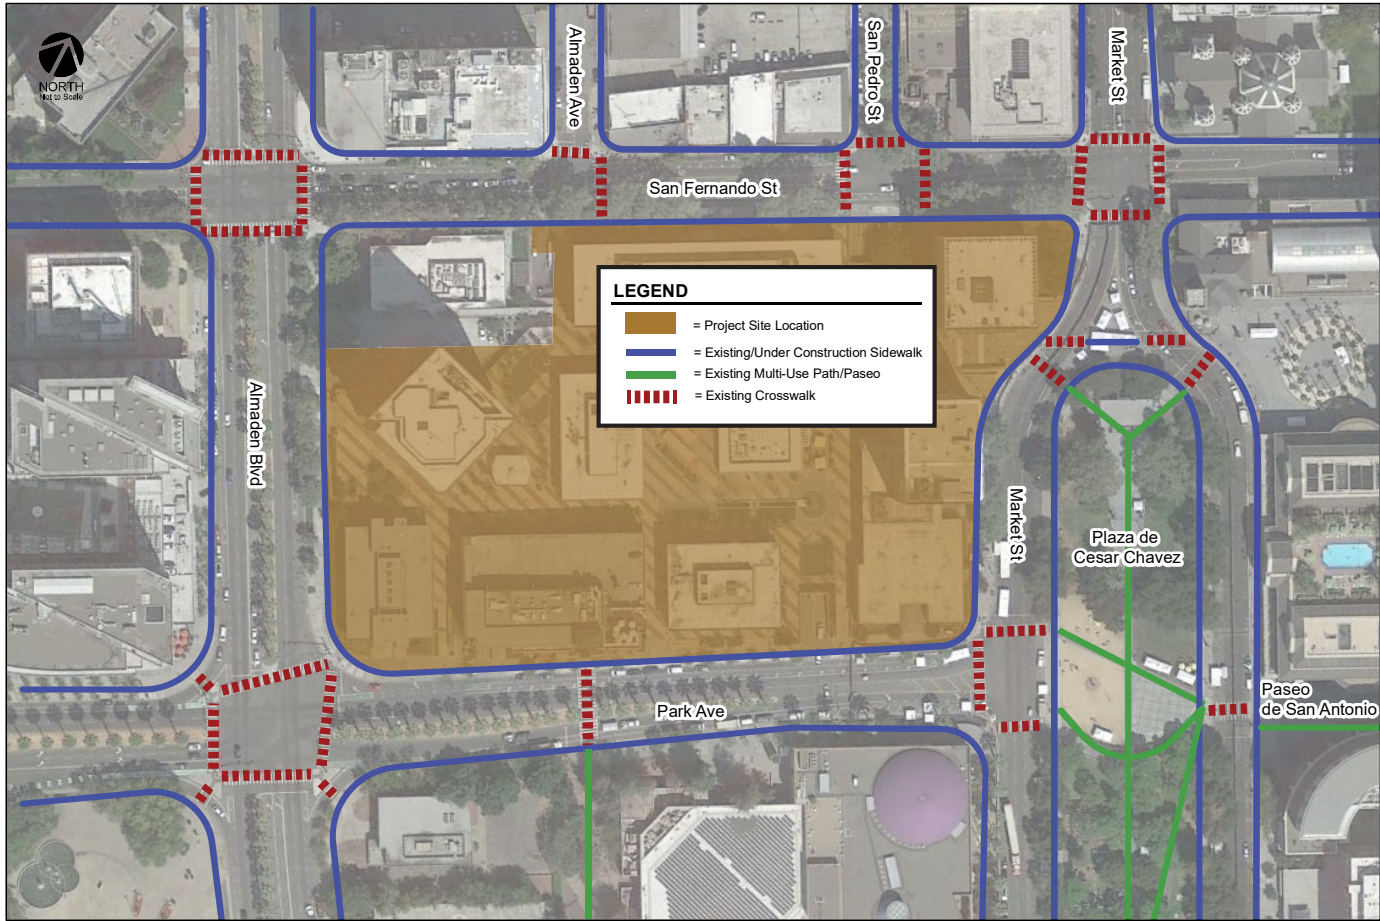 NORTH
Not to Scale
Almaden Ave
San Pedro St
Market St
San Fernando St
LEGEND
= Project Site Location
= Existing/Under Construction Sidewalk
= Existing Multi-Use Path/Paseo
= Existing Crosswalk
Almaden Blvd
Market St
Plaza de
Cesar Chavez
Park Ave
Paseo
de San Antonio